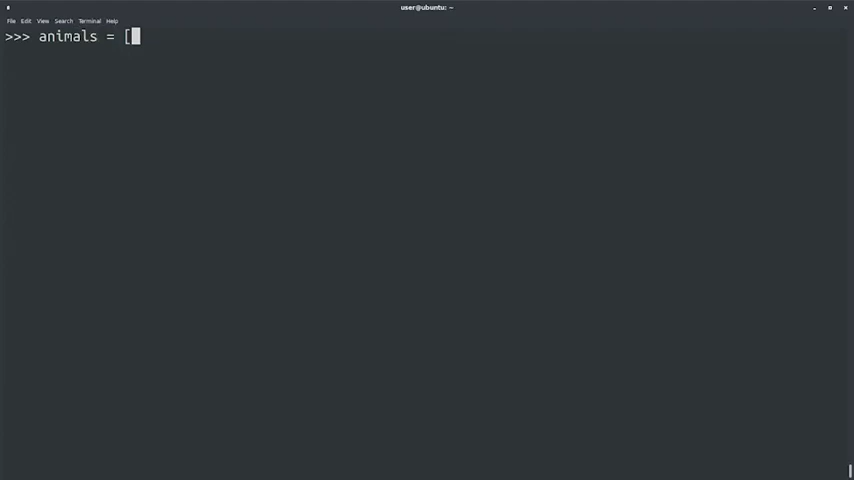 user@ubuntu: ~
File Edit View Search Terminal Help
>>> animals = [